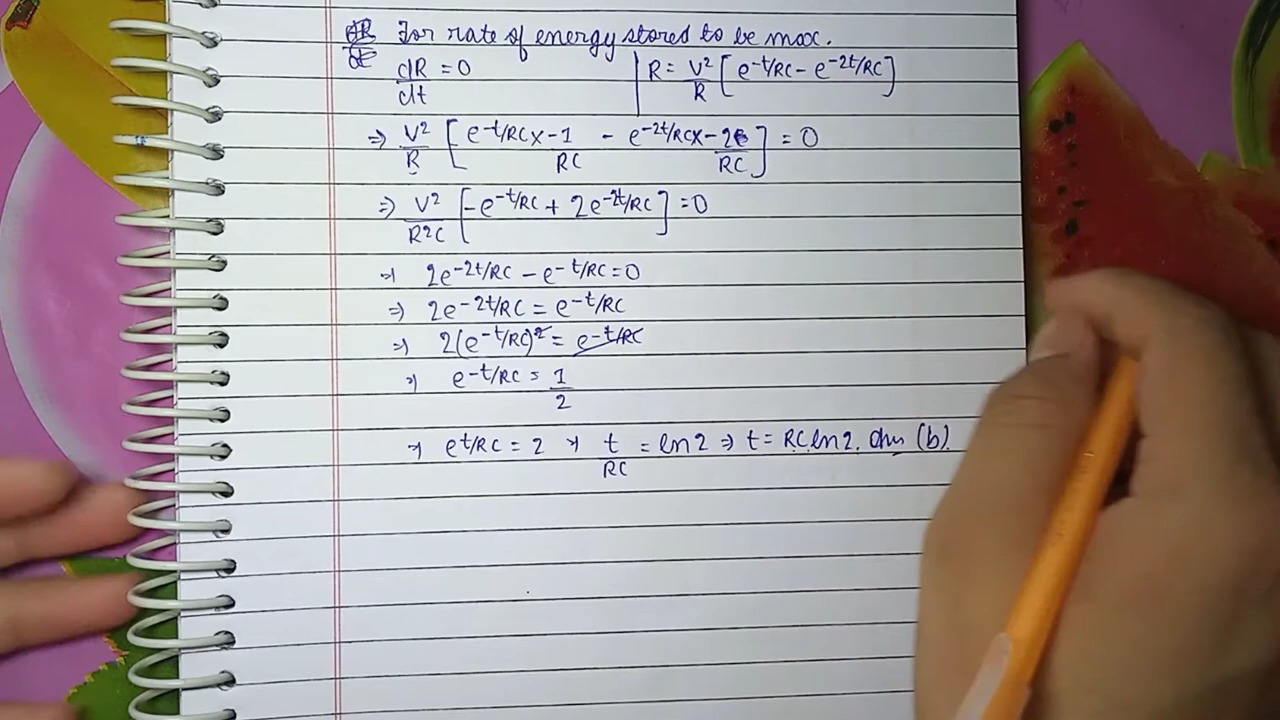 For rate of energy stored to be max.
dR/dt = 0 | R = V²/R [e^-t/RC - e^-2t/RC]
⇒ V²/R [e^-t/RC × -1/RC - e^-2t/RC × -2/RC] = 0
⇒ V²/R²C [-e^-t/RC + 2e^-2t/RC] = 0
⇒ 2e^-2t/RC - e^-t/RC = 0
⇒ 2e^-2t/RC = e^-t/RC
⇒ 2(e^-t/RC)² = e^-t/RC
⇒ e^-t/RC = 1/2
⇒ e^t/RC = 2 ⇒ t/RC = ln2 ⇒ t = RC ln2. Ans (b).